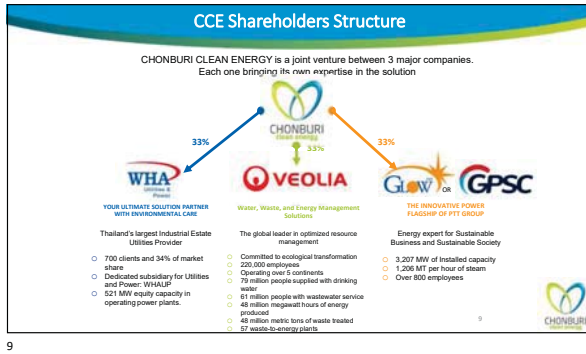 CCE Shareholders Structure
CHONBURI CLEAN ENERGY is a joint venture between 3 major companies.
Each one bringing its own expertise in the solution
CHONBURI
clean energy
33%
33%
33%
WHA
Utilities &
Power
VEOLIA
GLOW
OR
GPSC
YOUR ULTIMATE SOLUTION PARTNER
WITH ENVIRONMENTAL CARE
Thailand's largest Industrial Estate
Utilities Provider
700 clients and 34% of market
share
Dedicated subsidiary for Utilities
and Power: WHAUP
521 MW equity capacity in
operating power plants.
Water, Waste, and Energy Management
Solutions
The global leader in optimized resource
management
Committed to ecological transformation
220,000 employees
Operating over 5 continents
79 million people supplied with drinking
water
61 million people with wastewater service
48 million megawatt hours of energy
produced
48 million metric tons of waste treated
57 waste-to-energy plants
THE INNOVATIVE POWER
FLAGSHIP OF PTT GROUP
Energy expert for Sustainable
Business and Sustainable Society
3,207 MW of Installed capacity
1,206 MT per hour of steam
Over 800 employees
9
CHONBURI
clean energy
9